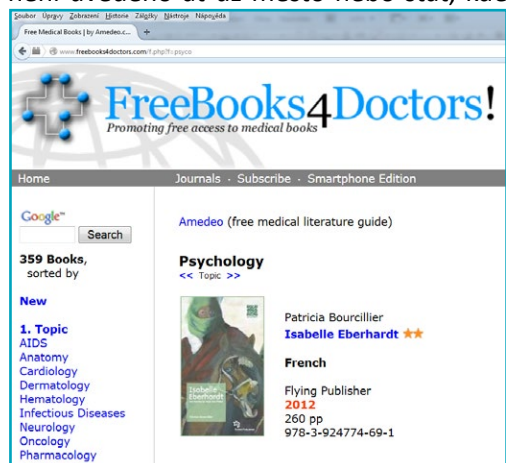 Soubor Úpravy Zobrazení Historie Záložky Nástroje Nápověda
Free Medical Books | by Amedeo.c... +
www.freebooks4doctors.com/f.php?f=psyco
FreeBooks4Doctors!
Promoting free access to medical books
Home Journals · Subscribe · Smartphone Edition
Google™
Search
359 Books,
sorted by
New
1. Topic
AIDS
Anatomy
Cardiology
Dermatology
Hematology
Infectious Diseases
Neurology
Oncology
Pharmacology
Amedeo (free medical literature guide)
Psychology
<< Topic >>
Isabelle
Eberhardt
Patricia Bourcillier
Isabelle Eberhardt
French
Flying Publisher
2012
260 pp
978-3-924774-69-1